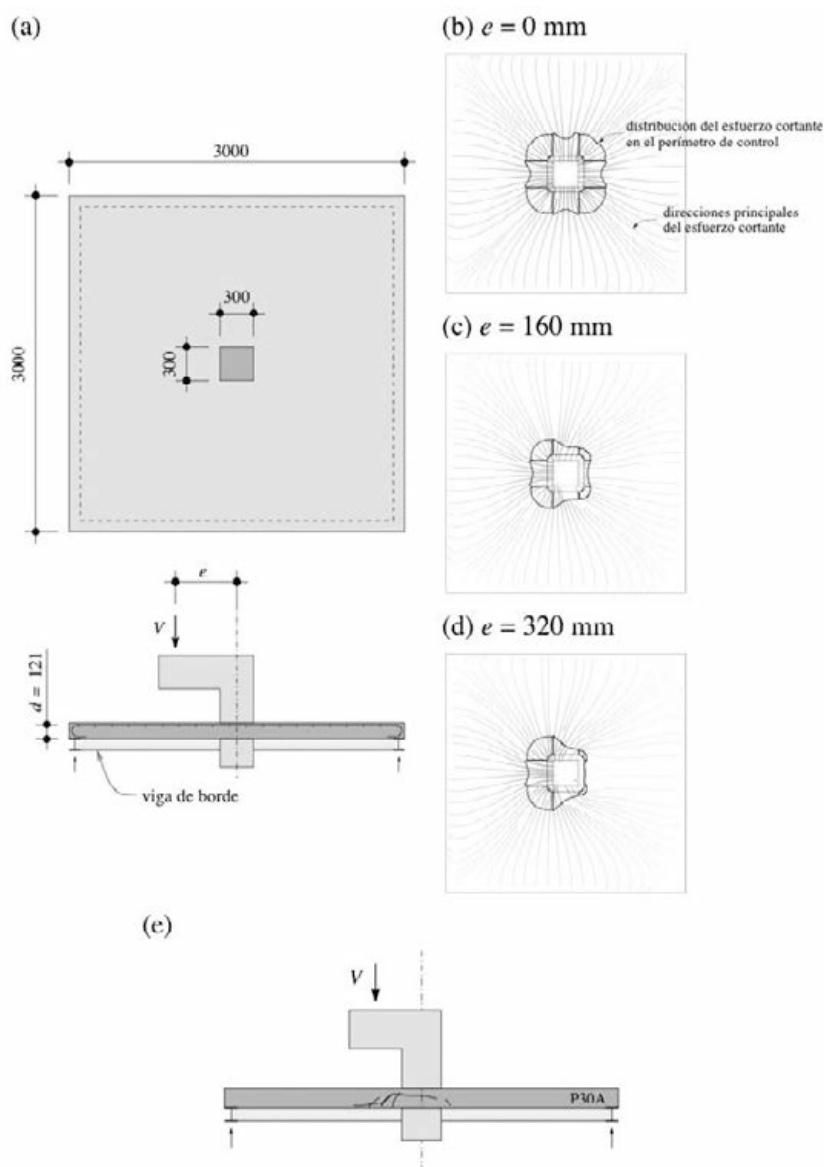 (a)
3000
3000
300
300
e
V
d = 121
viga de borde
(b) e = 0 mm
distribución del esfuerzo cortante
en el perímetro de control
direcciones principales
del esfuerzo cortante
(c) e = 160 mm
(d) e = 320 mm
(e)
V
P30A